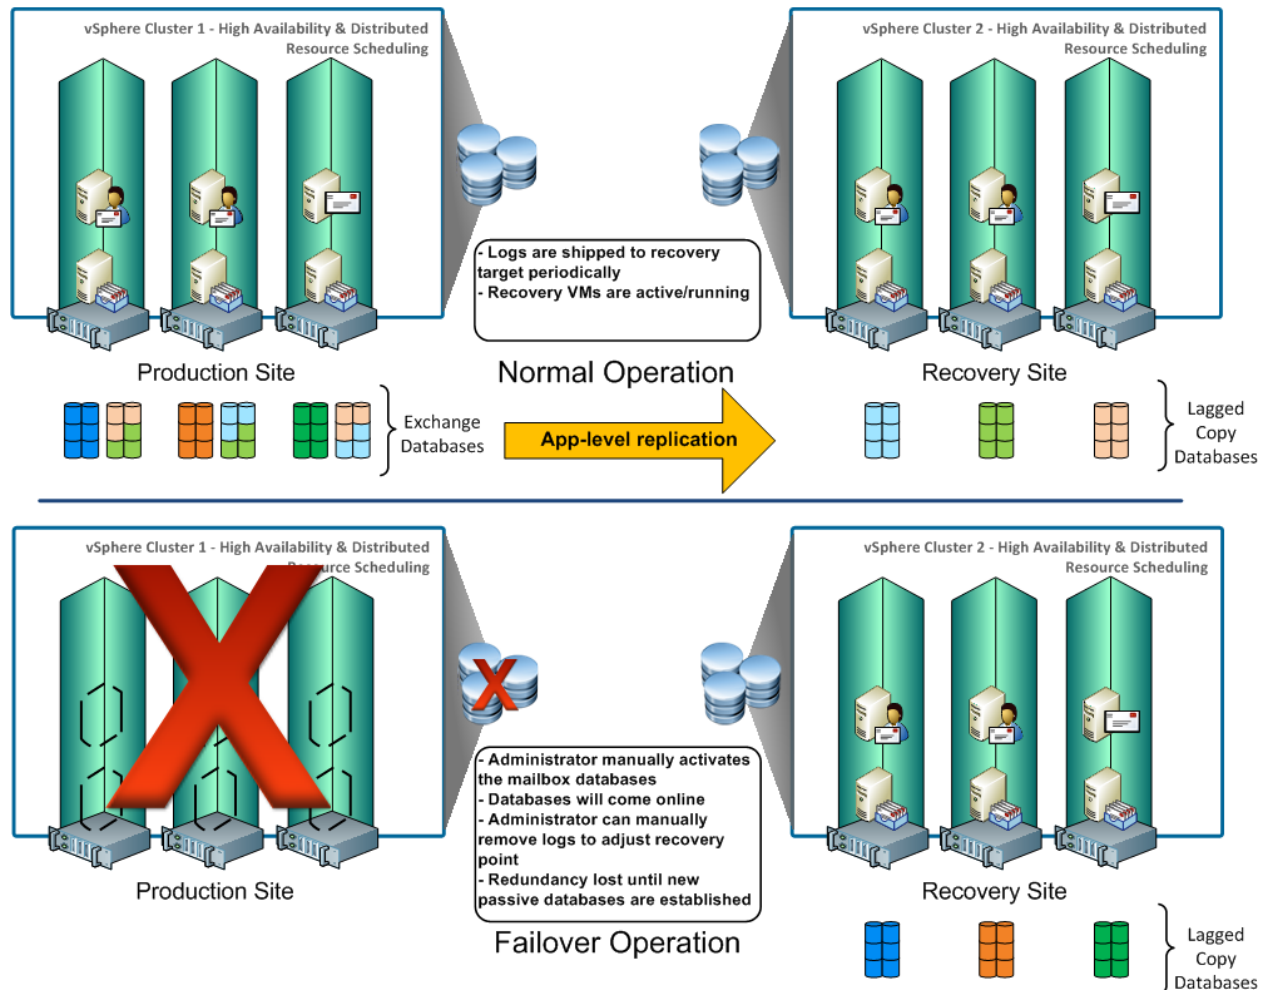 vSphere Cluster 1 - High Availability & Distributed
Resource Scheduling
vSphere Cluster 2 - High Availability & Distributed
Resource Scheduling
- Logs are shipped to recovery
target periodically
- Recovery VMs are active/running
Production Site
Normal Operation
Recovery Site
Exchange
Databases
App-level replication
Lagged
Copy
Databases
vSphere Cluster 1 - High Availability & Distributed
Resource Scheduling
vSphere Cluster 2 - High Availability & Distributed
Resource Scheduling
- Administrator manually activates
the mailbox databases
- Databases will come online
- Administrator can manually
remove logs to adjust recovery
point
- Redundancy lost until new
passive databases are established
Production Site
Failover Operation
Recovery Site
Lagged
Copy
Databases